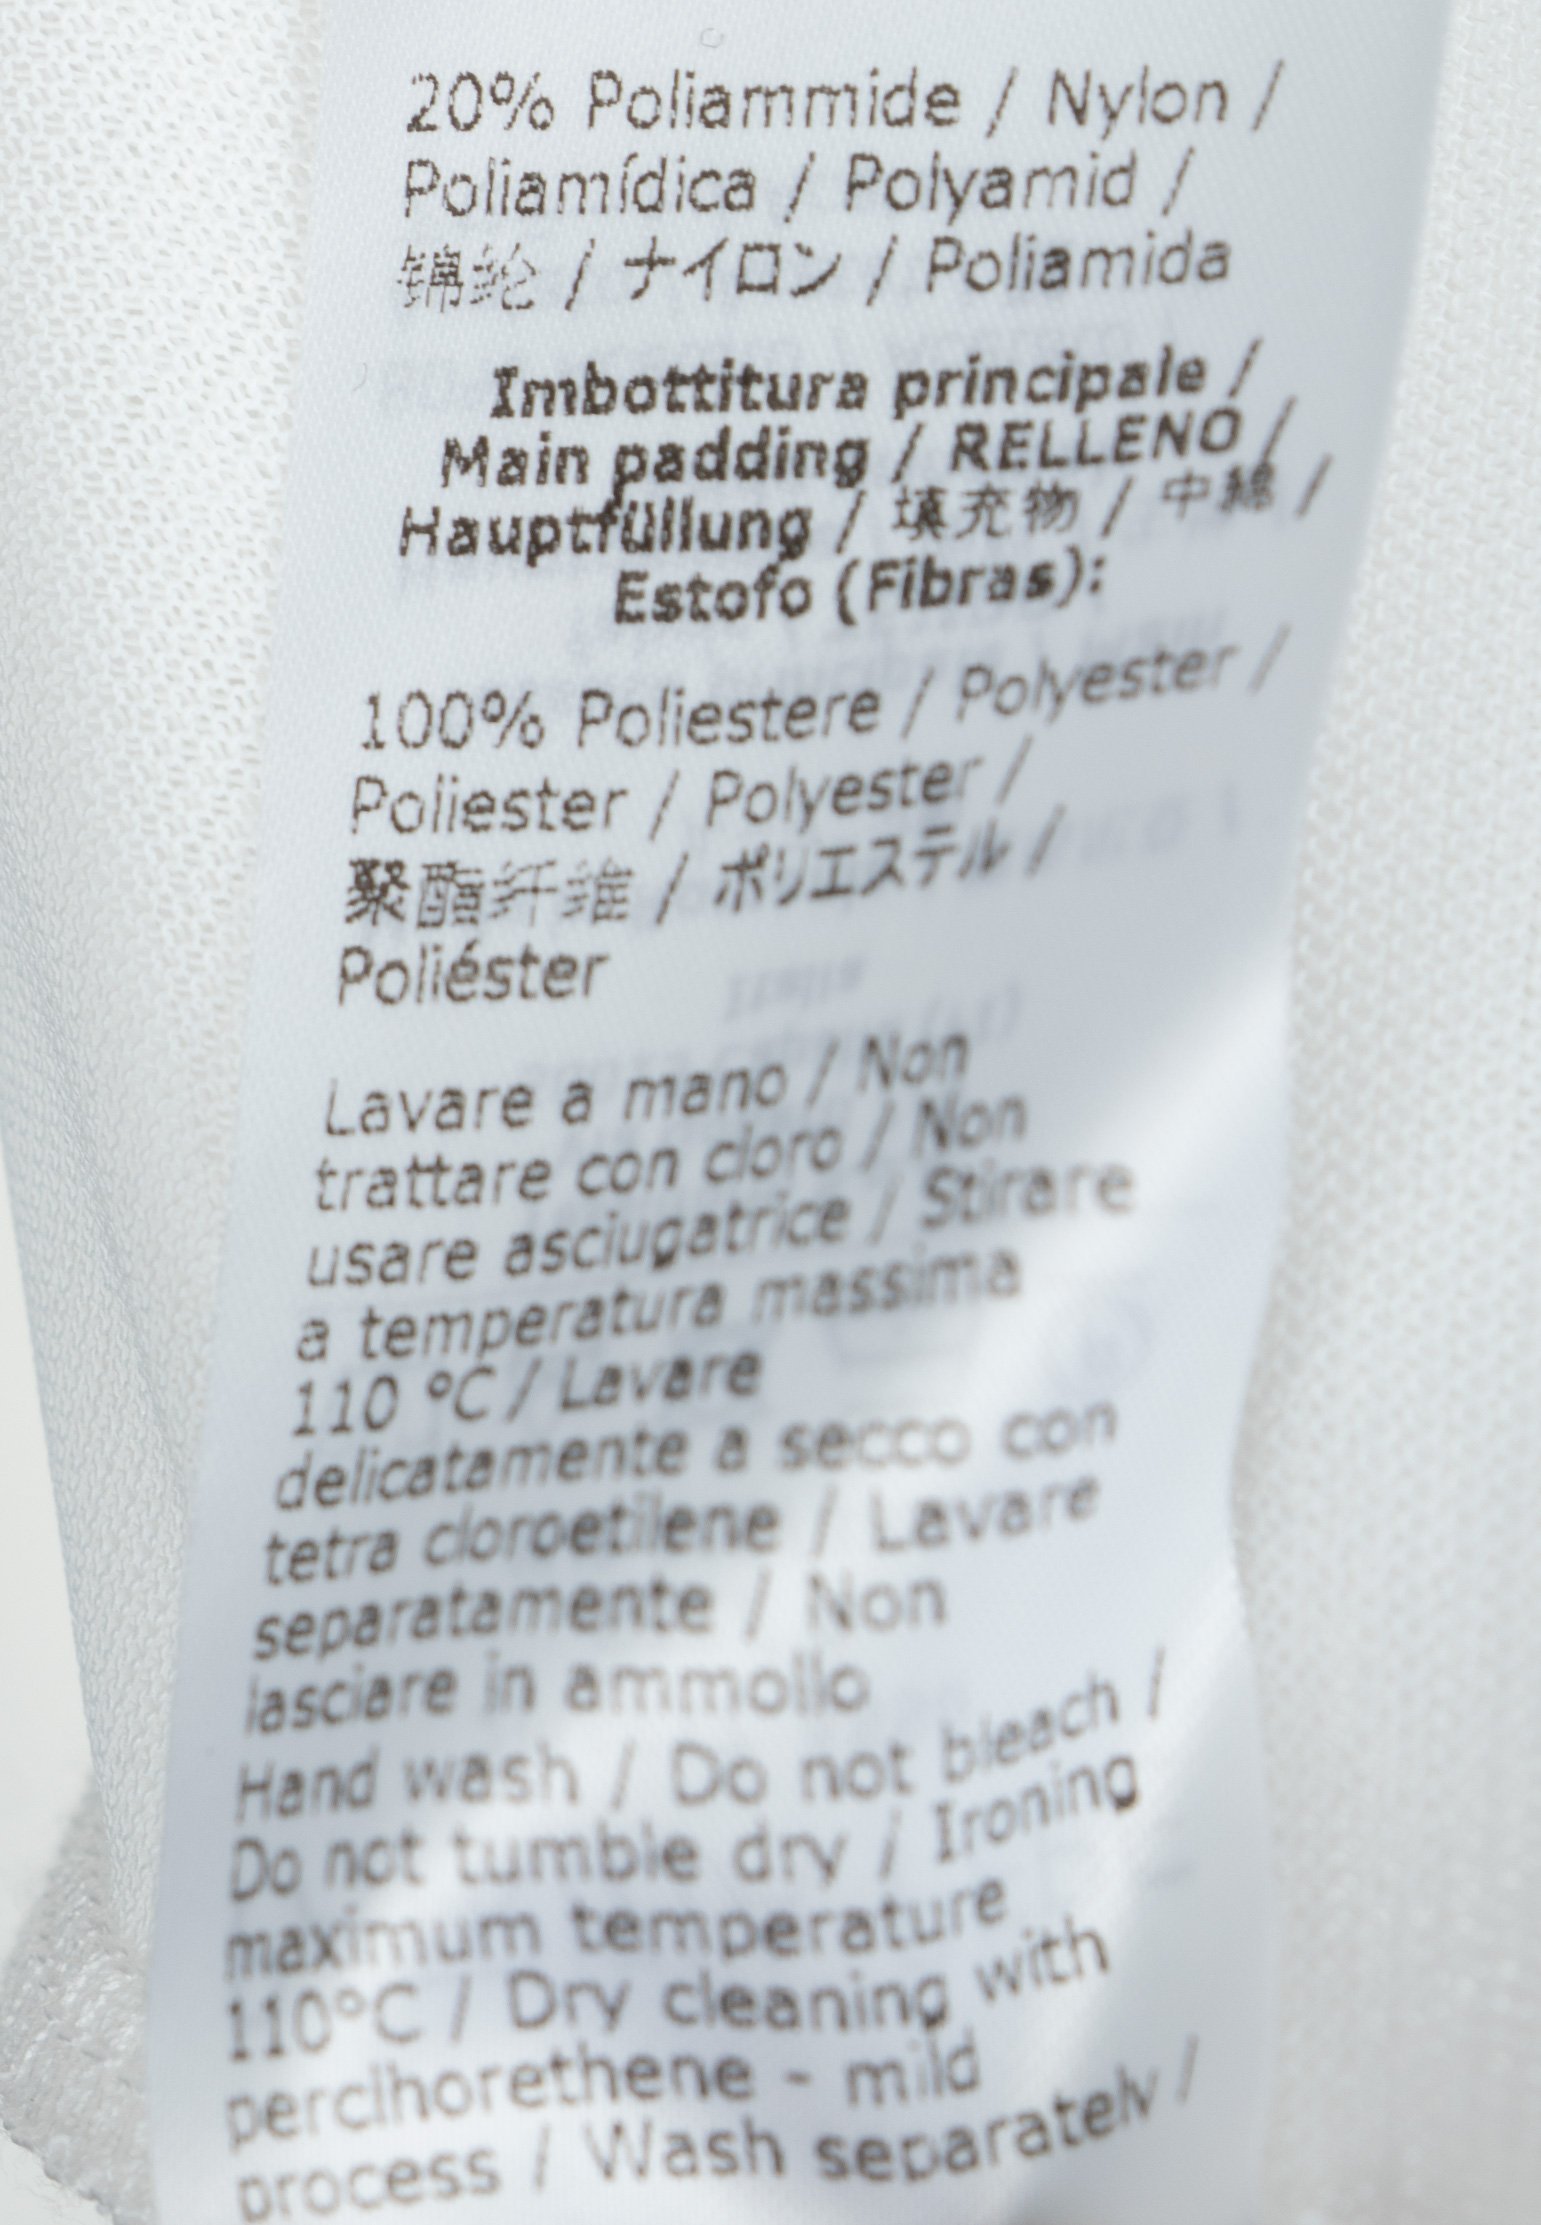 20% Poliammide / Nylon /
Poliamídica / Polyamid /
锦纶 / ナイロン / Poliamida
Imbottitura principale /
Main padding / RELLENO /
Hauptfüllung / 填充物 / 中綿 /
Estofo (Fibras):
100% Poliestere / Polyester /
Poliester / Polyester /
聚酯纤维 / ポリエステル /
Poliéster
Lavare a mano / Non
trattare con cloro / Non
usare asciugatrice / Stirare
a temperatura massima
110 °C / Lavare
delicatamente a secco con
tetra cloroetilene / Lavare
separatamente / Non
lasciare in ammollo
Hand wash / Do not bleach /
Do not tumble dry / Ironing
maximum temperature
110°C / Dry cleaning with
perclhorethene - mild
process / Wash separately /